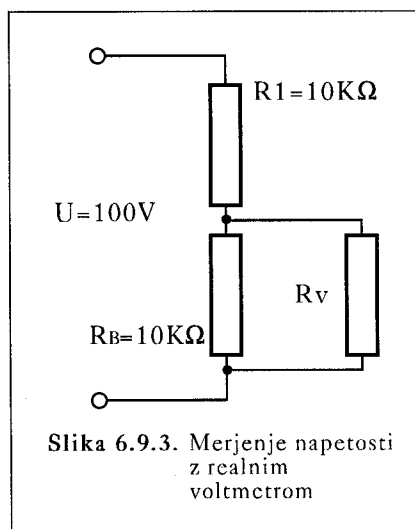 R1=10KΩ
U=100V
Rv
RB=10KΩ
Slika 6.9.3. Merjenje napetosti
z realnim
voltmetrom